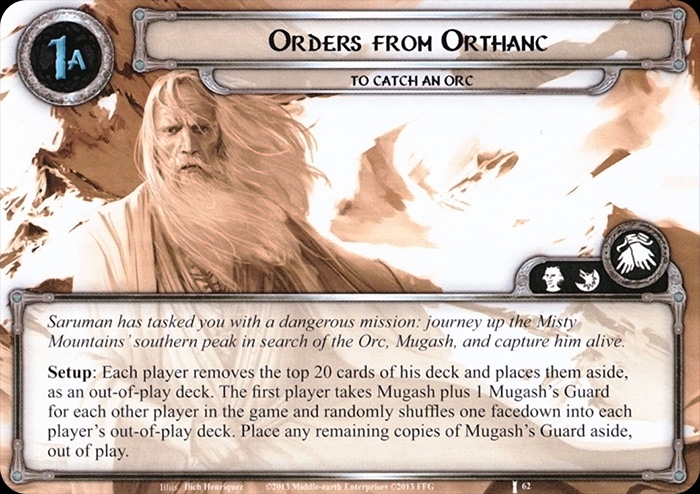 1A
ORDERS FROM ORTHANC
TO CATCH AN ORC
Saruman has tasked you with a dangerous mission: journey up the Misty
Mountains' southern peak in search of the Orc, Mugash, and capture him alive.
Setup: Each player removes the top 20 cards of his deck and places them aside,
as an out-of-play deck. The first player takes Mugash plus 1 Mugash's Guard
for each other player in the game and randomly shuffles one facedown into each
player's out-of-play deck. Place any remaining copies of Mugash's Guard aside,
out of play.
Illus. Ilich Henriquez ©2013 Middle-earth Enterprises ©2013 FFG 62